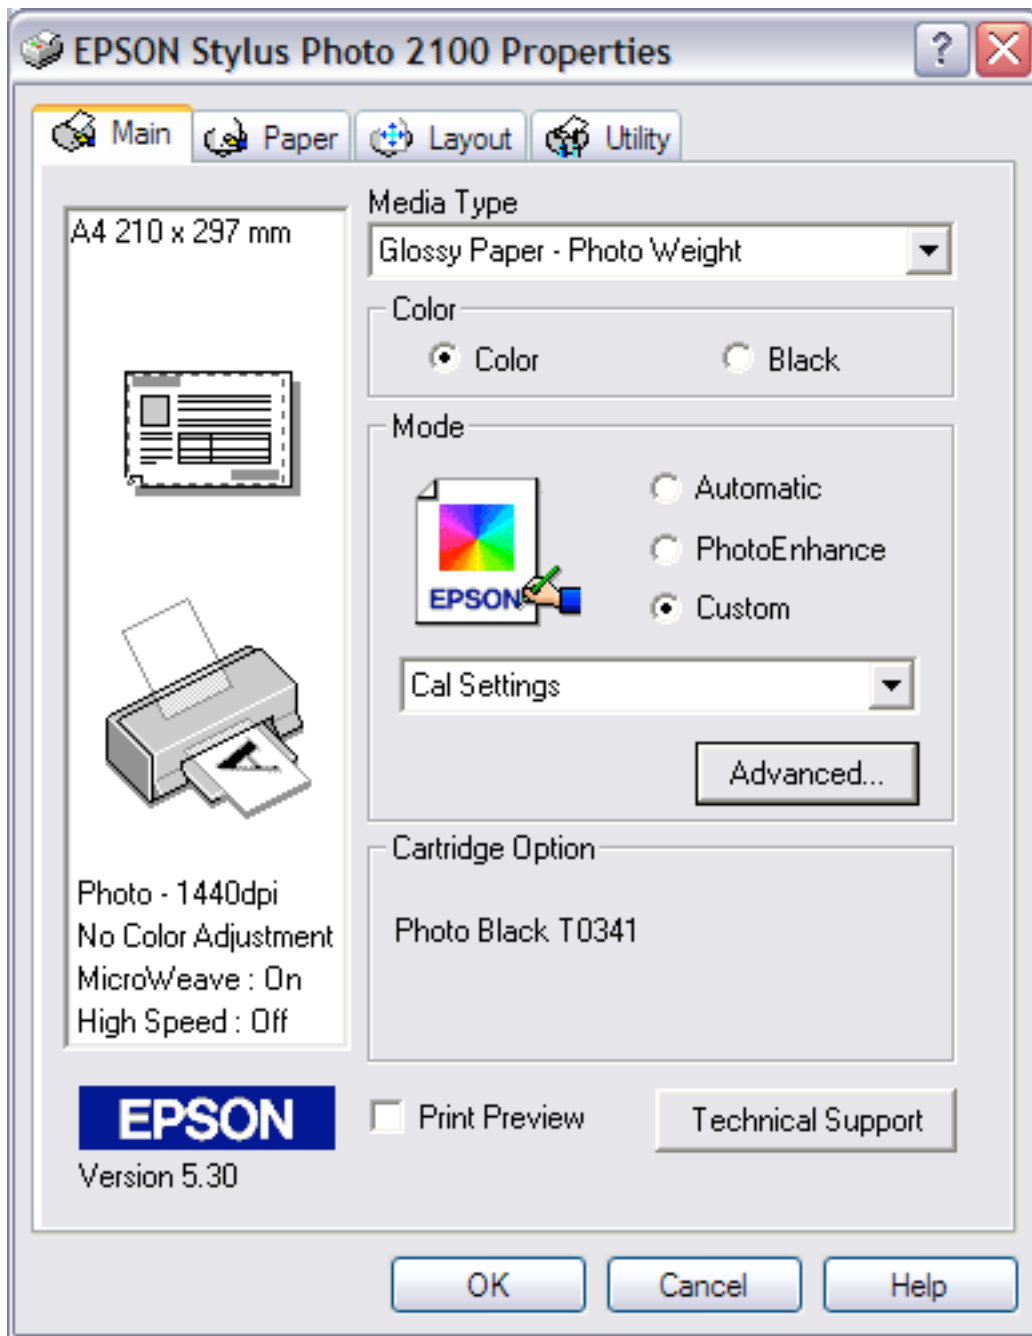 EPSON Stylus Photo 2100 Properties
?
Main Paper Layout Utility
A4 210 x 297 mm
Media Type
Glossy Paper - Photo Weight
Color
Color Black
Mode
Automatic
PhotoEnhance
EPSON
Custom
Cal Settings
Advanced...
Cartridge Option
Photo Black T0341
A
Photo - 1440dpi
No Color Adjustment
MicroWeave : On
High Speed : Off
EPSON
Version 5.30
Print Preview
Technical Support
OK Cancel Help